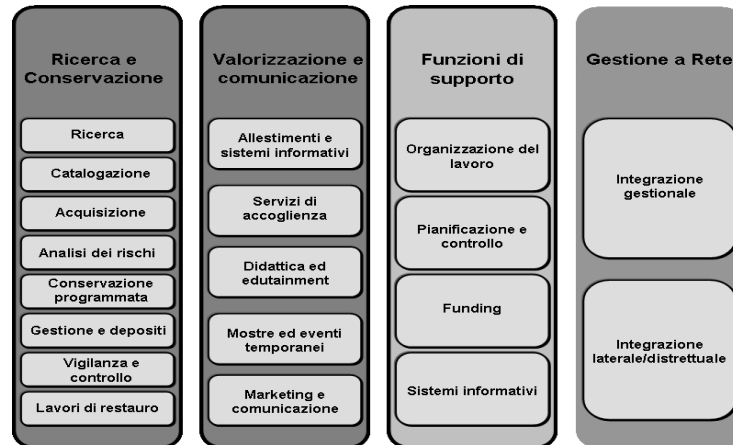 Ricerca e
Conservazione
Ricerca
Catalogazione
Acquisizione
Analisi dei rischi
Conservazione
programmata
Gestione e depositi
Vigilanza e
controllo
Lavori di restauro
Valorizzazione e
comunicazione
Allestimenti e
sistemi informativi
Servizi di
accoglienza
Didattica ed
edutainment
Mostre ed eventi
temporanei
Marketing e
comunicazione
Funzioni di
supporto
Organizzazione del
lavoro
Pianificazione e
controllo
Funding
Sistemi informativi
Gestione a Rete
Integrazione
gestionale
Integrazione
laterale/distrettuale